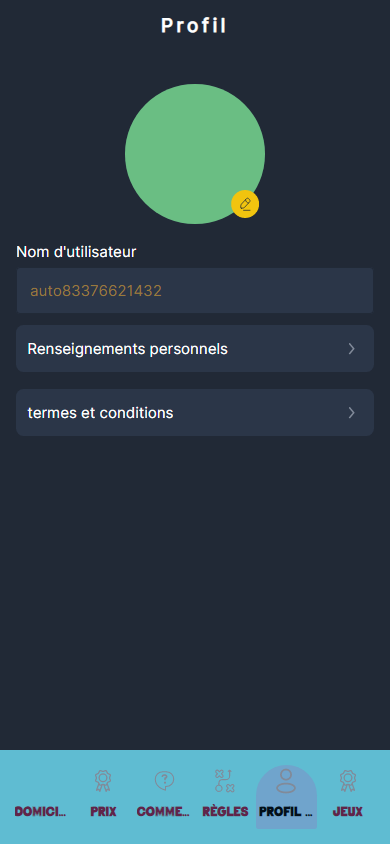 Profil
Nom d'utilisateur
auto83376621432
Renseignements personnels
termes et conditions
DOMICI... PRIX COMME... RÈGLES PROFIL ... JEUX